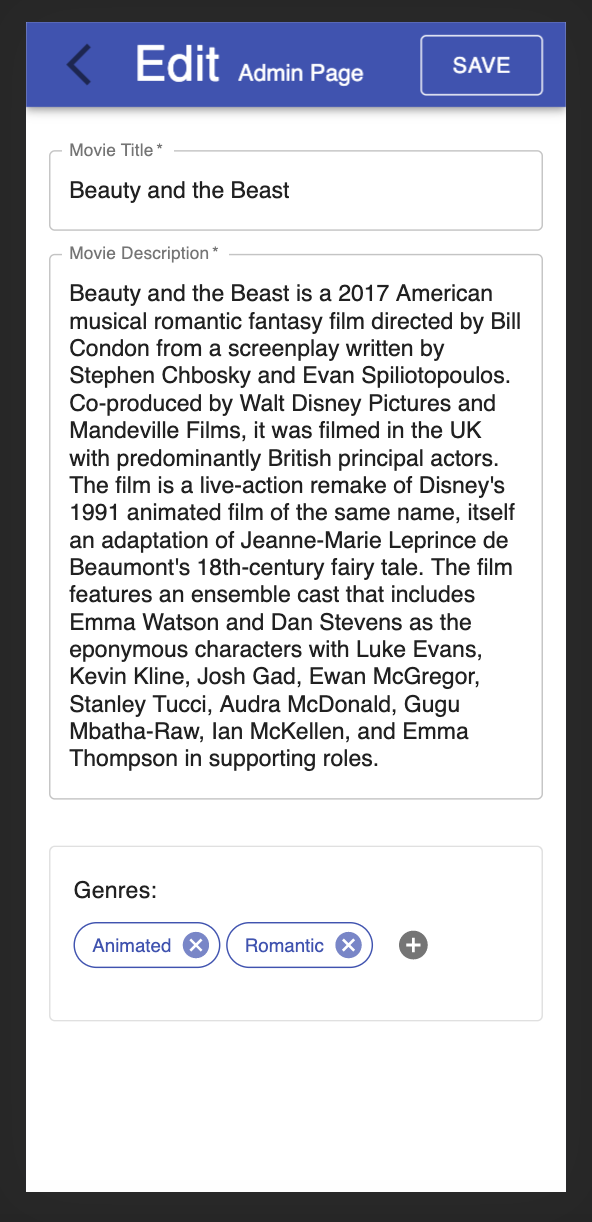 Edit Admin Page SAVE
Movie Title *
Beauty and the Beast
Movie Description *
Beauty and the Beast is a 2017 American
musical romantic fantasy film directed by Bill
Condon from a screenplay written by
Stephen Chbosky and Evan Spiliotopoulos.
Co-produced by Walt Disney Pictures and
Mandeville Films, it was filmed in the UK
with predominantly British principal actors.
The film is a live-action remake of Disney's
1991 animated film of the same name, itself
an adaptation of Jeanne-Marie Leprince de
Beaumont's 18th-century fairy tale. The film
features an ensemble cast that includes
Emma Watson and Dan Stevens as the
eponymous characters with Luke Evans,
Kevin Kline, Josh Gad, Ewan McGregor,
Stanley Tucci, Audra McDonald, Gugu
Mbatha-Raw, Ian McKellen, and Emma
Thompson in supporting roles.
Genres:
Animated Romantic